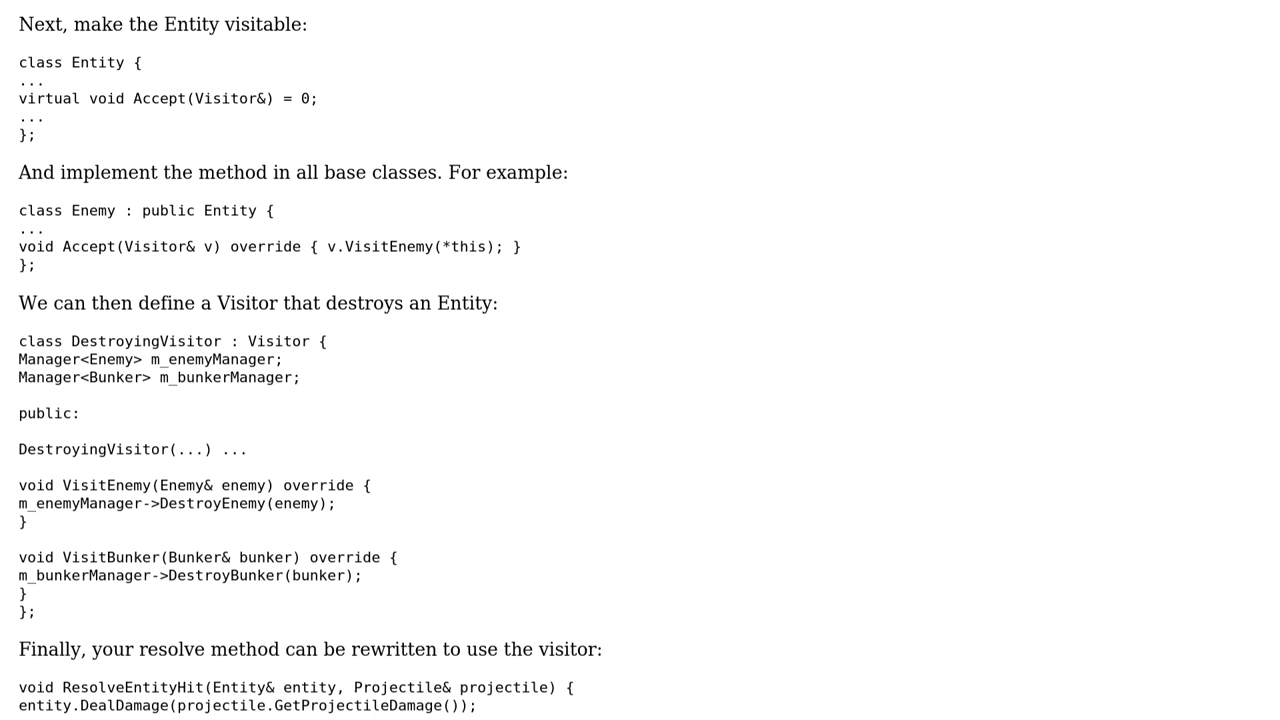 Next, make the Entity visitable:
class Entity {
...
virtual void Accept(Visitor&) = 0;
...
};
And implement the method in all base classes. For example:
class Enemy : public Entity {
...
void Accept(Visitor& v) override { v.VisitEnemy(*this); }
};
We can then define a Visitor that destroys an Entity:
class DestroyingVisitor : Visitor {
Manager<Enemy> m_enemyManager;
Manager<Bunker> m_bunkerManager;
public:
DestroyingVisitor(...) ...
void VisitEnemy(Enemy& enemy) override {
m_enemyManager->DestroyEnemy(enemy);
}
void VisitBunker(Bunker& bunker) override {
m_bunkerManager->DestroyBunker(bunker);
}
};
Finally, your resolve method can be rewritten to use the visitor:
void ResolveEntityHit(Entity& entity, Projectile& projectile) {
entity.DealDamage(projectile.GetProjectileDamage());